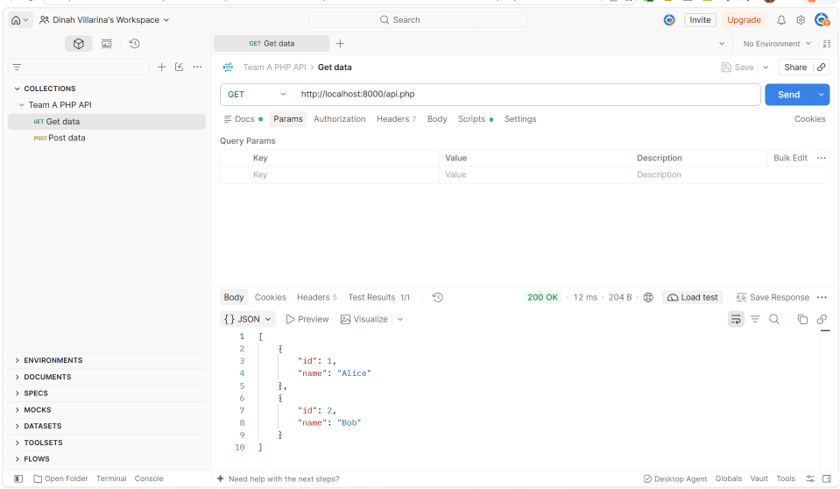 Dinah Villarina's Workspace
Search
Invite
Upgrade
GET Get data
No Environment
Team A PHP API > Get data
Save
Share
COLLECTIONS
Team A PHP API
GET Get data
POST Post data
GET
http://localhost:8000/api.php
Send
Docs
Params
Authorization
Headers 7
Body
Scripts
Settings
Cookies
Query Params
Key
Value
Description
Bulk Edit
Key
Value
Description
Body
Cookies
Headers 5
Test Results 1/1
200 OK
12 ms
204 B
Load test
Save Response
{ } JSON
Preview
Visualize
1 [
2 {
3 "id": 1,
4 "name": "Alice"
5 },
6 {
7 "id": 2,
8 "name": "Bob"
9 }
10 ]
ENVIRONMENTS
DOCUMENTS
SPECS
MOCKS
DATASETS
TOOLSETS
FLOWS
Open Folder
Terminal
Console
Need help with the next steps?
Desktop Agent
Globals
Vault
Tools